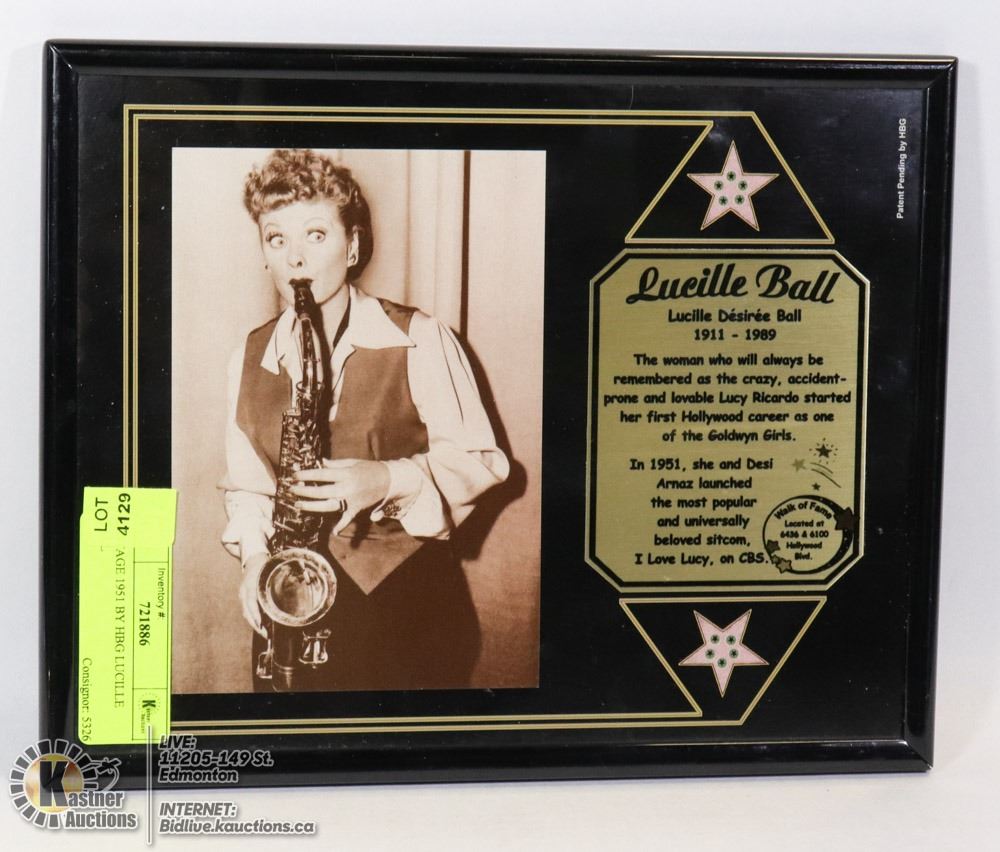 Patent Pending by HBG
Lucille Ball
Lucille Désirée Ball
1911 - 1989
The woman who will always be
remembered as the crazy, accident-
prone and lovable Lucy Ricardo started
her first Hollywood career as one
of the Goldwyn Girls.
In 1951, she and Desi
Arnaz launched
the most popular
and universally
beloved sitcom,
I Love Lucy, on CBS.
Walk of Fame
Located at
6436 & 6100
Hollywood
Blvd.
LOT
4129
Inventory #
721886
AGE 1951 BY HBG LUCILLE
Consignor: 5326
Kastner
Auctions
LIVE:
11205-149 St.
Edmonton
INTERNET:
Bidlive.kauctions.ca